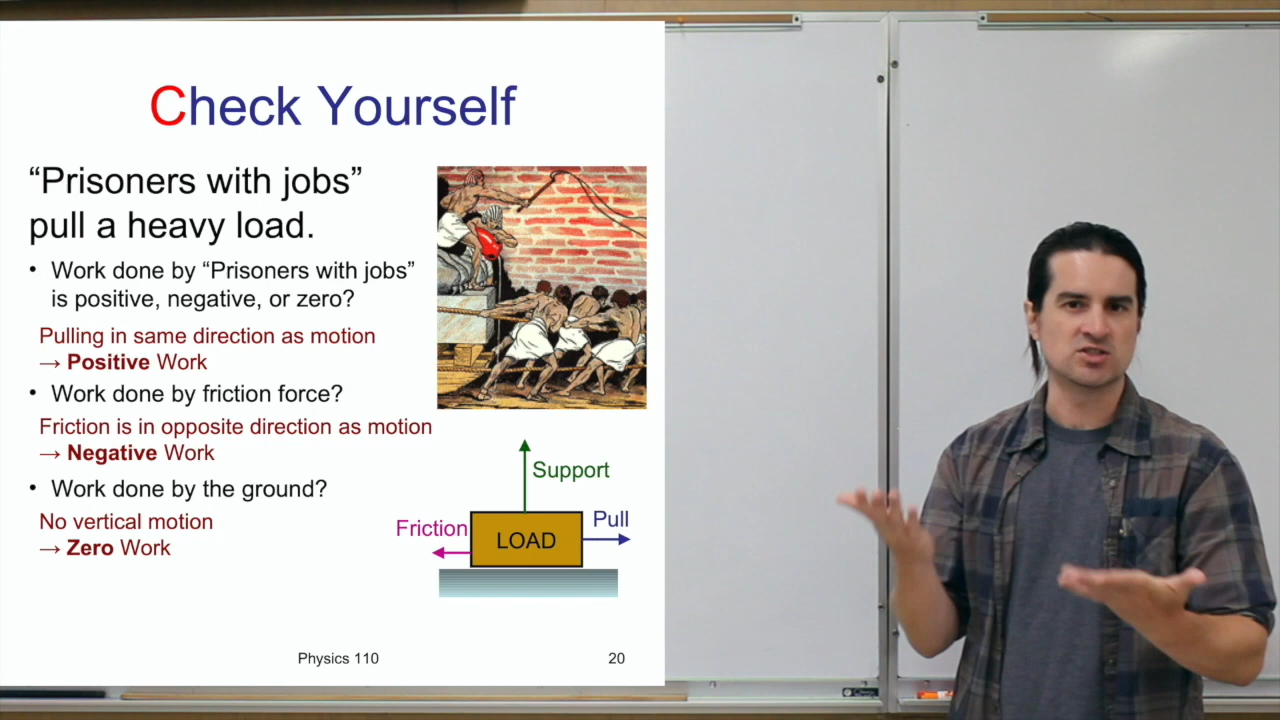 Check Yourself
“Prisoners with jobs”
pull a heavy load.
• Work done by “Prisoners with jobs”
is positive, negative, or zero?
Pulling in same direction as motion
→ Positive Work
• Work done by friction force?
Friction is in opposite direction as motion
→ Negative Work
• Work done by the ground?
No vertical motion
→ Zero Work
Support
Friction
LOAD
Pull
Physics 110
20